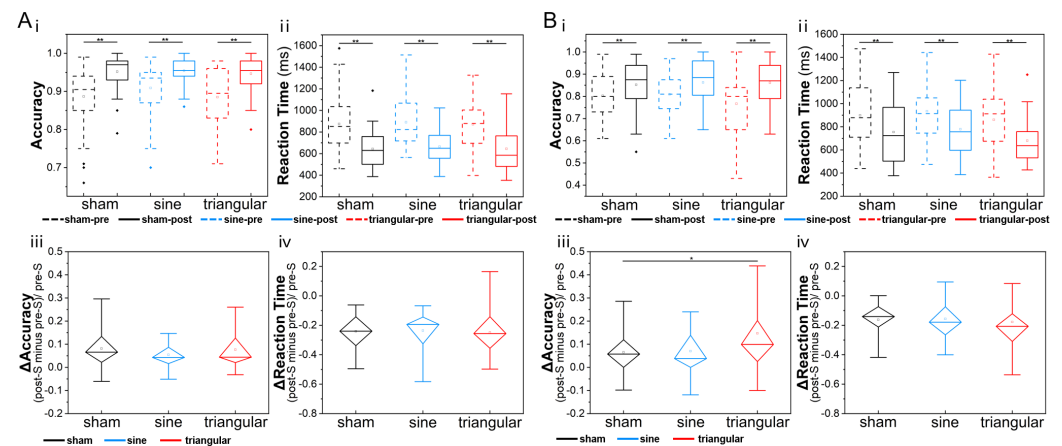 A i
Accuracy
1.0
0.9
0.8
0.7
** ** **
sham sine triangular
ii
Reaction Time (ms)
1600
1400
1200
1000
800
600
400
200
** ** **
sham sine triangular
sham-pre sham-post sine-pre sine-post triangular-pre triangular-post
iii
ΔAccuracy
(post-S minus pre-S)/ pre-S
0.5
0.4
0.3
0.2
0.1
0.0
-0.1
-0.2
sham sine triangular
iv
ΔReaction Time
(post-S minus pre-S)/ pre-S
0.2
-0.0
-0.2
-0.4
-0.6
-0.8
sham sine triangular
sham sine triangular
B i
Accuracy
1.0
0.9
0.8
0.7
0.6
0.5
0.4
** ** **
sham sine triangular
ii
Reaction Time (ms)
1600
1400
1200
1000
800
600
400
200
** ** **
sham sine triangular
sham-pre sham-post sine-pre sine-post triangular-pre triangular-post
iii
ΔAccuracy
(post-S minus pre-S)/ pre-S
0.5
0.4
0.3
0.2
0.1
0.0
-0.1
-0.2
*
sham sine triangular
iv
ΔReaction Time
(post-S minus pre-S)/ pre-S
0.2
-0.0
-0.2
-0.4
-0.6
-0.8
sham sine triangular
sham sine triangular